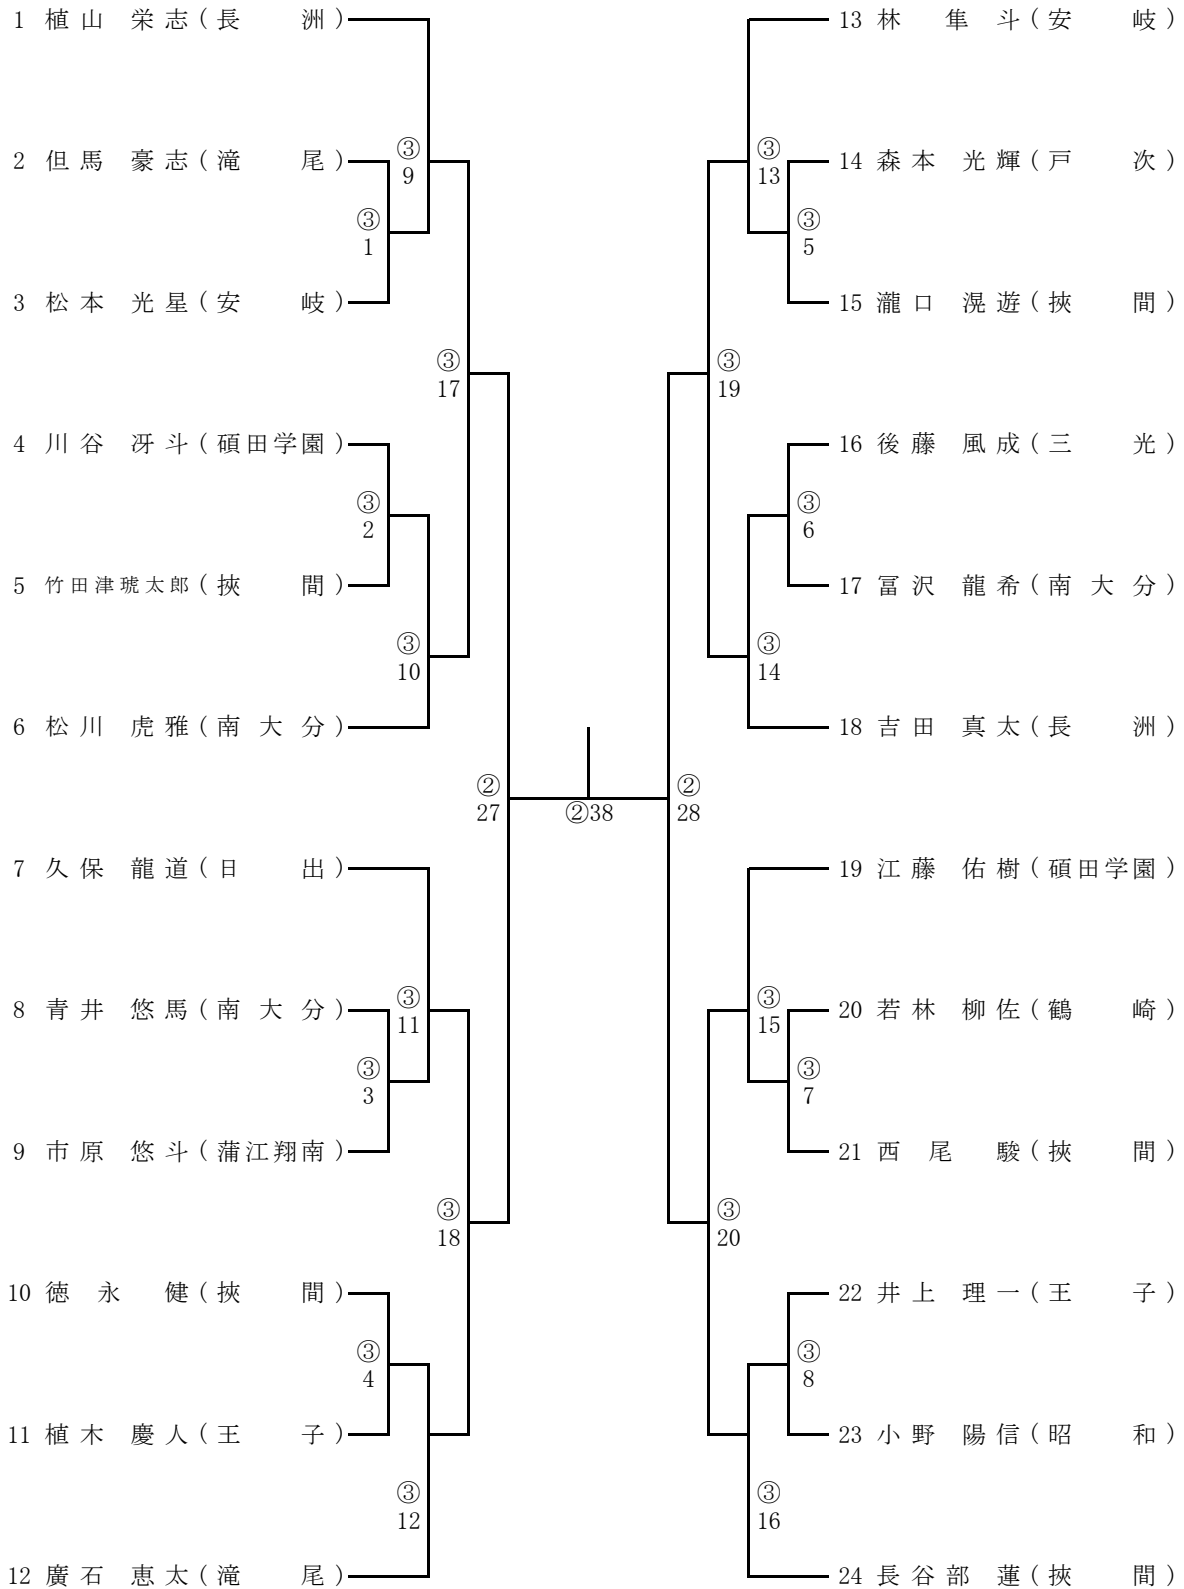 1 植山 栄志(長 洲)
2 但馬 豪志(滝 尾)
③
9
③
1
3 松本 光星(安 岐)
③
17
4 川谷 冴斗(碩田学園)
③
2
5 竹田津琥太郎(挾 間)
③
10
6 松川 虎雅(南大分)
②
27
7 久保 龍道(日 出)
8 青井 悠馬(南大分)
③
11
③
3
9 市原 悠斗(蒲江翔南)
③
18
10 徳永 健(挾 間)
③
4
11 植木 慶人(王 子)
③
12
12 廣石 恵太(滝 尾)
②38
13 林 隼斗(安 岐)
③
13
14 森本 光輝(戸 次)
③
5
15 瀧口 滉遊(挾 間)
③
19
16 後藤 風成(三 光)
③
6
17 冨沢 龍希(南大分)
③
14
18 吉田 真太(長 洲)
②
28
19 江藤 佑樹(碩田学園)
③
15
20 若林 柳佐(鶴 崎)
③
7
21 西尾 駿(挾 間)
③
20
22 井上 理一(王 子)
③
8
23 小野 陽信(昭 和)
③
16
24 長谷部 蓮(挾 間)